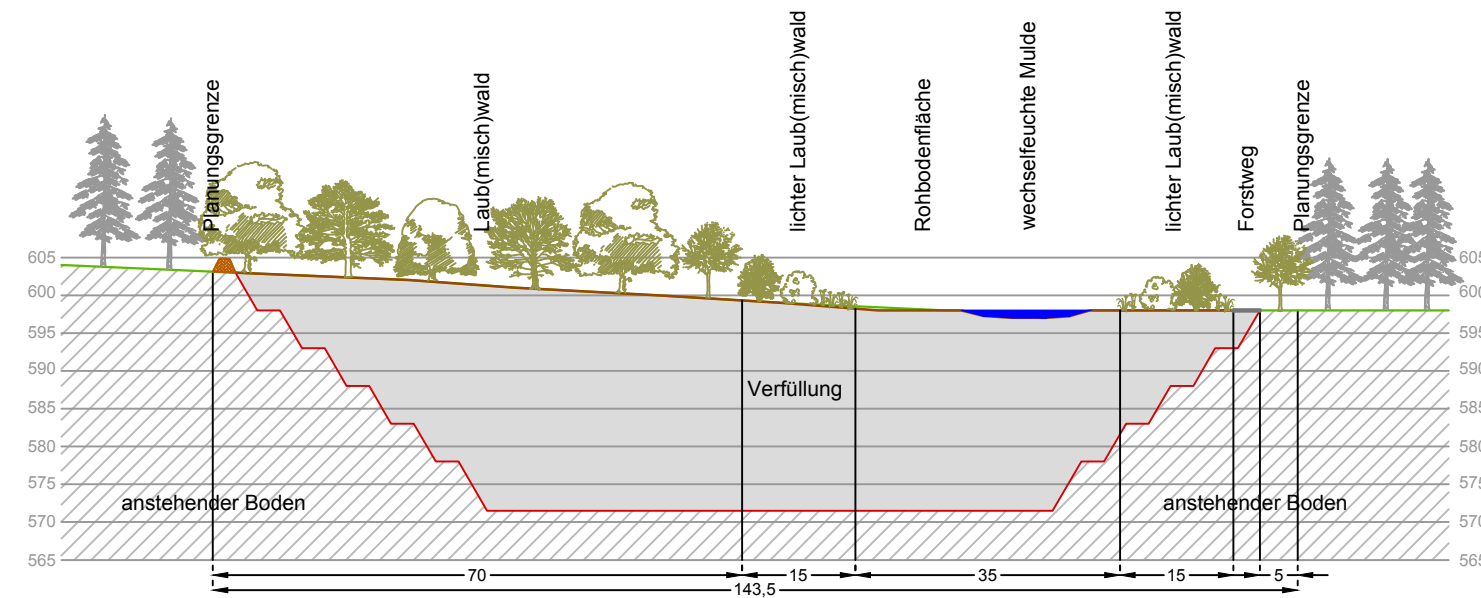 Planungsgrenze
Laub(misch)wald
lichter Laub(misch)wald
Rohbodenfläche
wechselfeuchte Mulde
lichter Laub(misch)wald
Forstweg
Planungsgrenze
605
600
595
590
585
580
575
570
565
605
600
595
590
585
580
575
570
565
Verfüllung
anstehender Boden
anstehender Boden
70
15
35
15
5
143,5